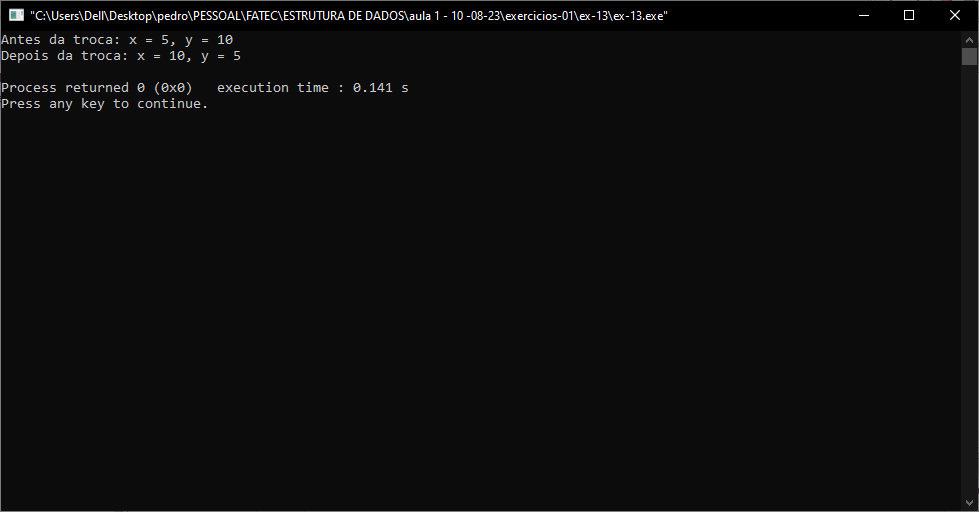 "C:\Users\Dell\Desktop\pedro\PESSOAL\FATEC\ESTRUTURA DE DADOS\aula 1 - 10 -08-23\exercicios-01\ex-13\ex-13.exe"
Antes da troca: x = 5, y = 10
Depois da troca: x = 10, y = 5
Process returned 0 (0x0)   execution time : 0.141 s
Press any key to continue.